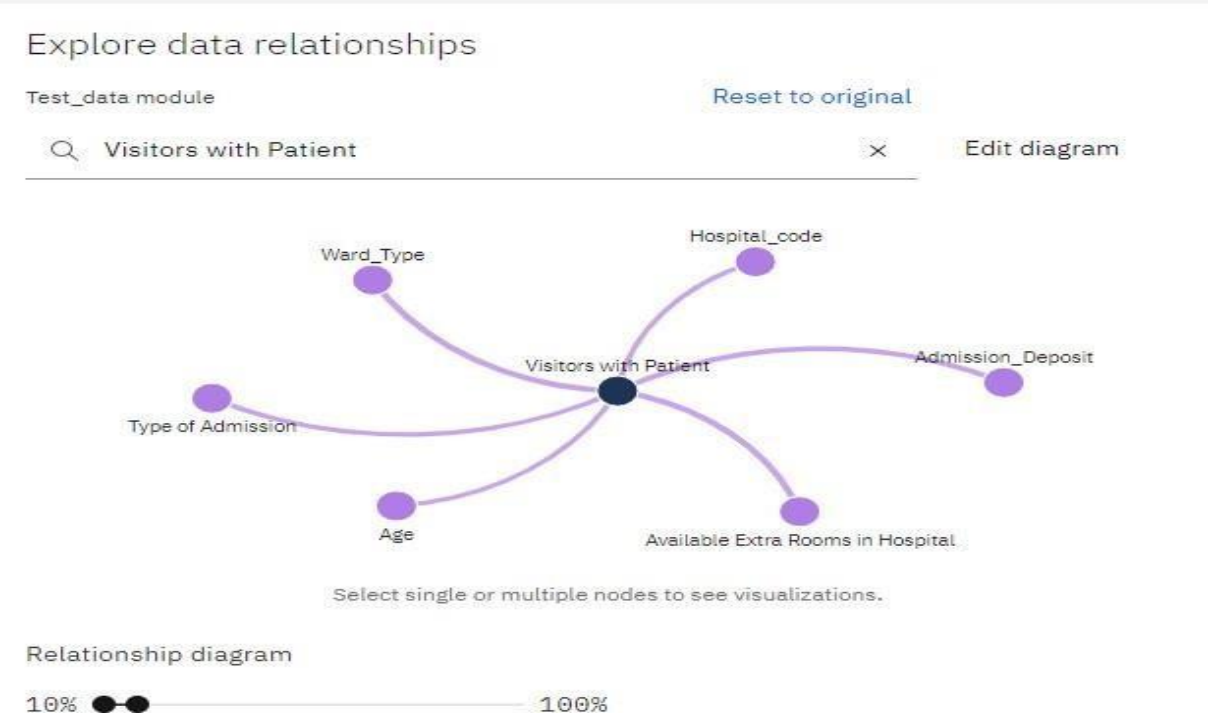 Explore data relationships
Test_data module
Reset to original
Visitors with Patient
Edit diagram
Hospital_code
Ward_Type
Admission_Deposit
Visitors with Patient
Type of Admission
Age
Available Extra Rooms in Hospital
Select single or multiple nodes to see visualizations.
Relationship diagram
10% 100%